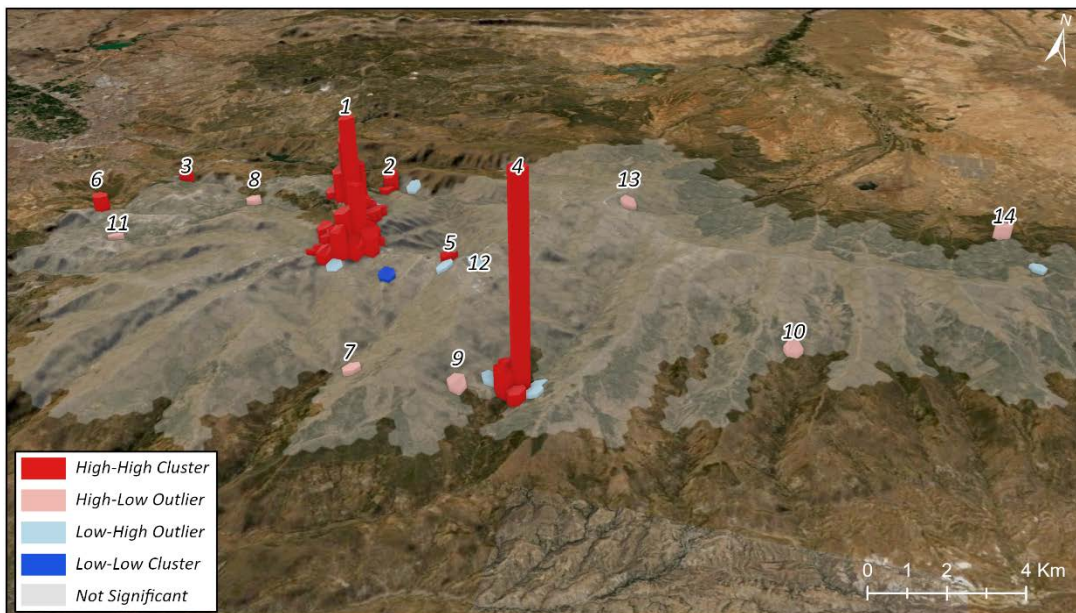 N
1
2
3
4
6
8
13
11
14
5
12
7
9
10
High-High Cluster
High-Low Outlier
Low-High Outlier
Low-Low Cluster
Not Significant
0 1 2 4 Km